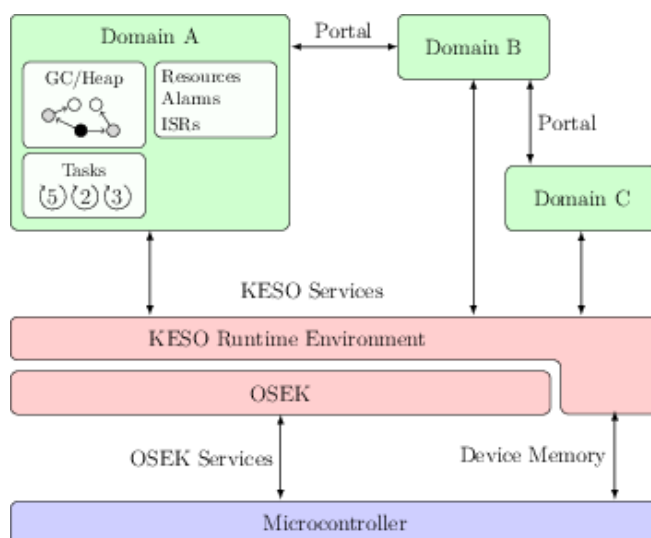 Domain A
Portal
Domain B
GC/Heap
Resources
Alarms
ISRs
Tasks
5 2 3
Portal
Domain C
KESO Services
KESO Runtime Environment
OSEK
OSEK Services
Device Memory
Microcontroller